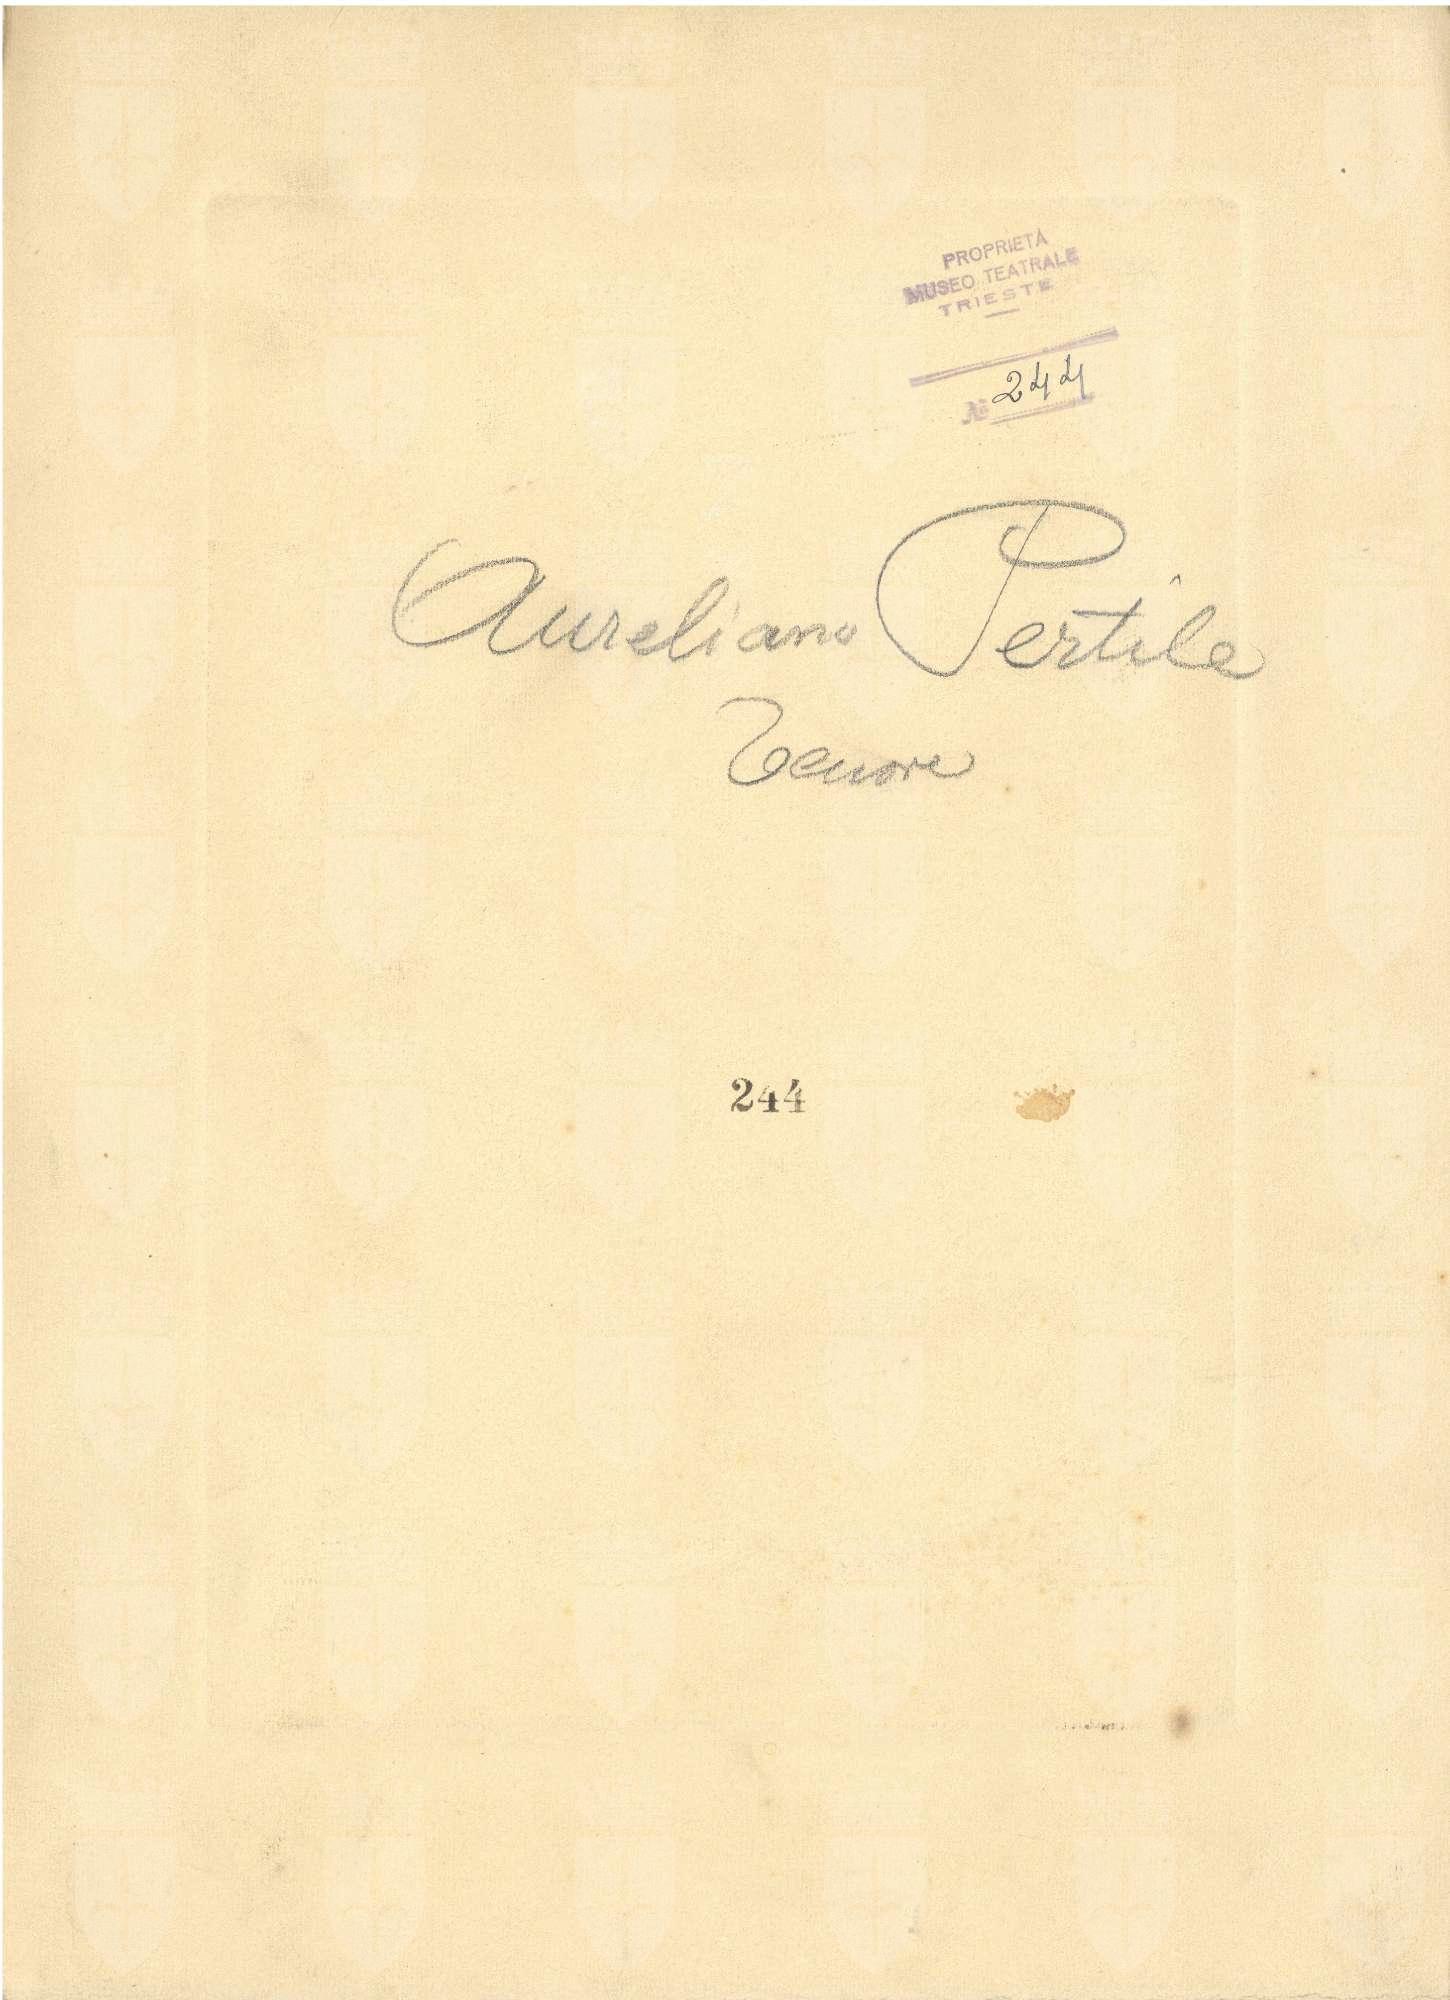 PROPRIETÀ
MUSEO TEATRALE
TRIESTE
No 244
Aureliano Pertile
Tenore
244